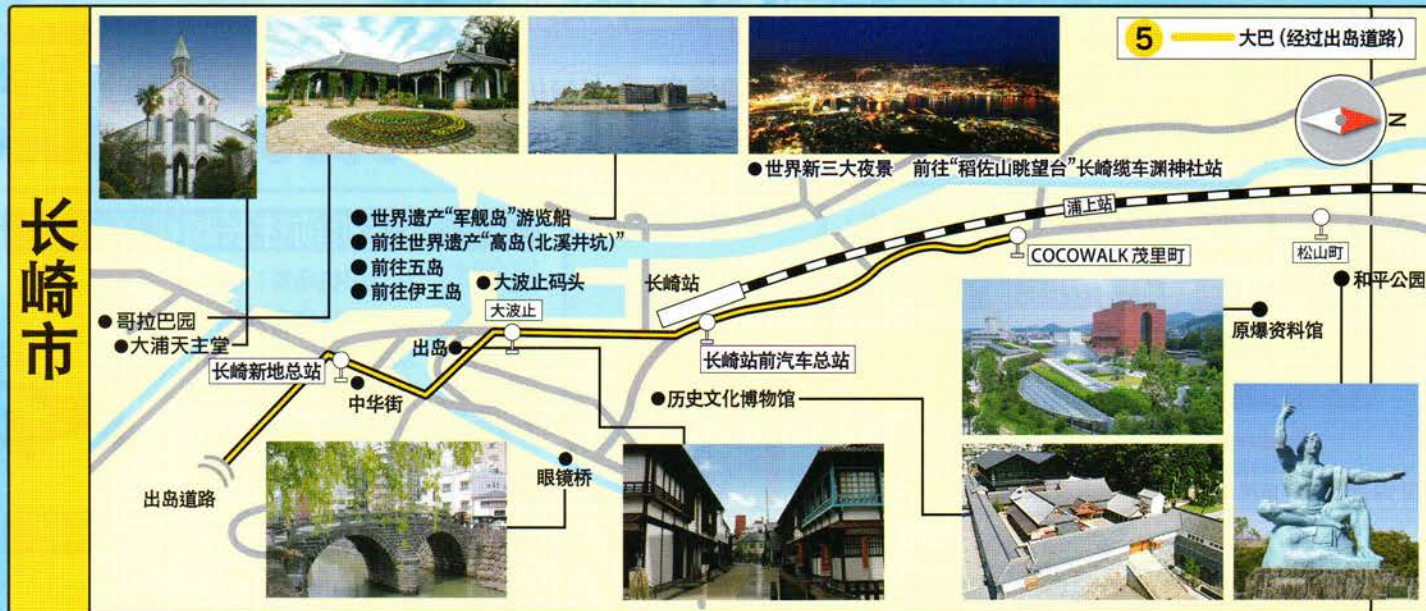 长崎市
5 大巴（经过出岛道路）
N
●世界新三大夜景 前往“稻佐山眺望台”长崎缆车渊神社站
●世界遗产“军舰岛”游览船
●前往世界遗产“高岛(北溪井坑)”
●前往五岛
●前往伊王岛
●大波止码头
大波止
长崎站
浦上站
COCOWALK 茂里町
松山町
●和平公园
●原爆资料馆
●哥拉巴园
●大浦天主堂
长崎新地总站
出岛●
长崎站前汽车总站
●中华街
●历史文化博物馆
出岛道路
●眼镜桥